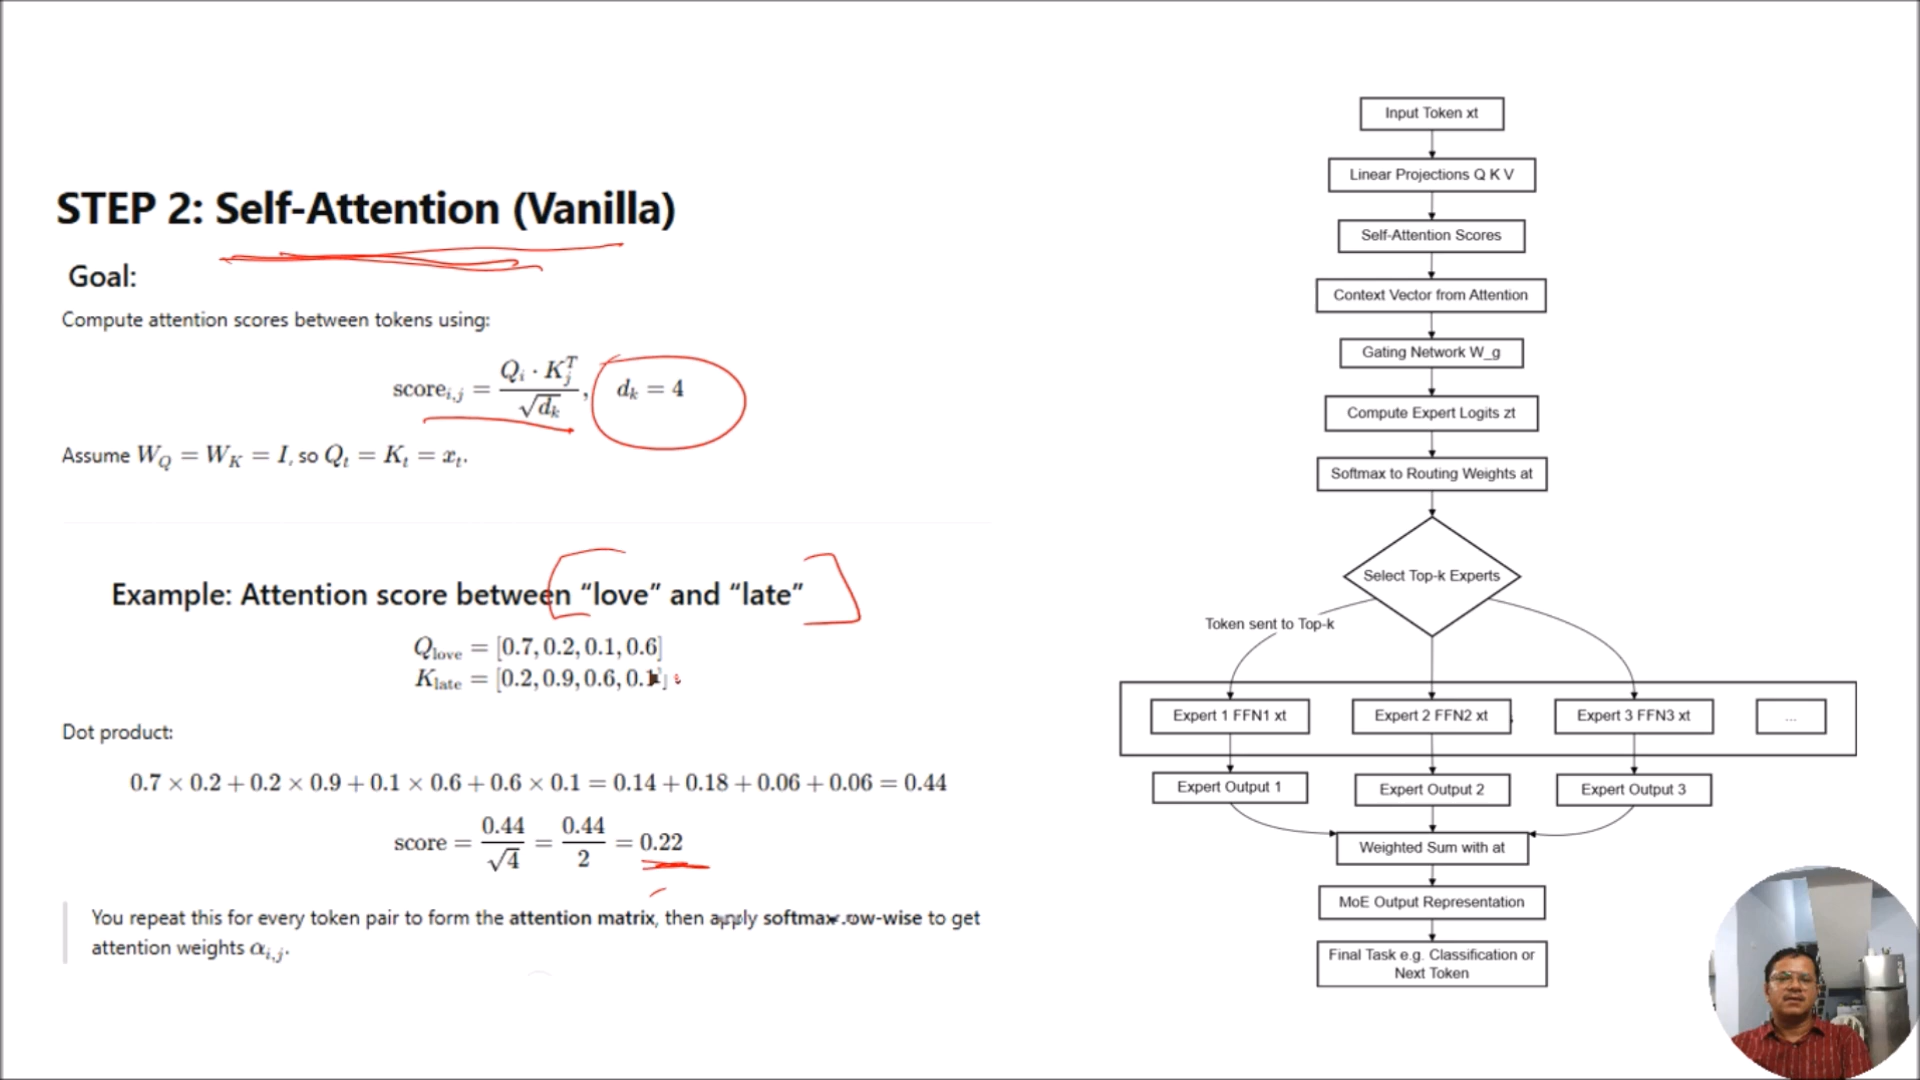 STEP 2: Self-Attention (Vanilla)
Goal:
Compute attention scores between tokens using:
score_{i,j} = \frac{Q_i · K_j^T}{\sqrt{d_k}}, d_k = 4
Assume W_Q = W_K = I, so Q_t = K_t = x_t.
Example: Attention score between “love” and “late”
Q_love = [0.7, 0.2, 0.1, 0.6]
K_late = [0.2, 0.9, 0.6, 0.1]
Dot product:
0.7 × 0.2 + 0.2 × 0.9 + 0.1 × 0.6 + 0.6 × 0.1 = 0.14 + 0.18 + 0.06 + 0.06 = 0.44
score = \frac{0.44}{\sqrt{4}} = \frac{0.44}{2} = 0.22
You repeat this for every token pair to form the attention matrix, then apply softmax row-wise to get
attention weights α_{i,j}.
Input Token xt
Linear Projections Q K V
Self-Attention Scores
Context Vector from Attention
Gating Network W_g
Compute Expert Logits zt
Softmax to Routing Weights at
Select Top-k Experts
Token sent to Top-k
Expert 1 FFN1 xt
Expert 2 FFN2 xt
Expert 3 FFN3 xt
...
Expert Output 1
Expert Output 2
Expert Output 3
Weighted Sum with at
MoE Output Representation
Final Task e.g. Classification or
Next Token